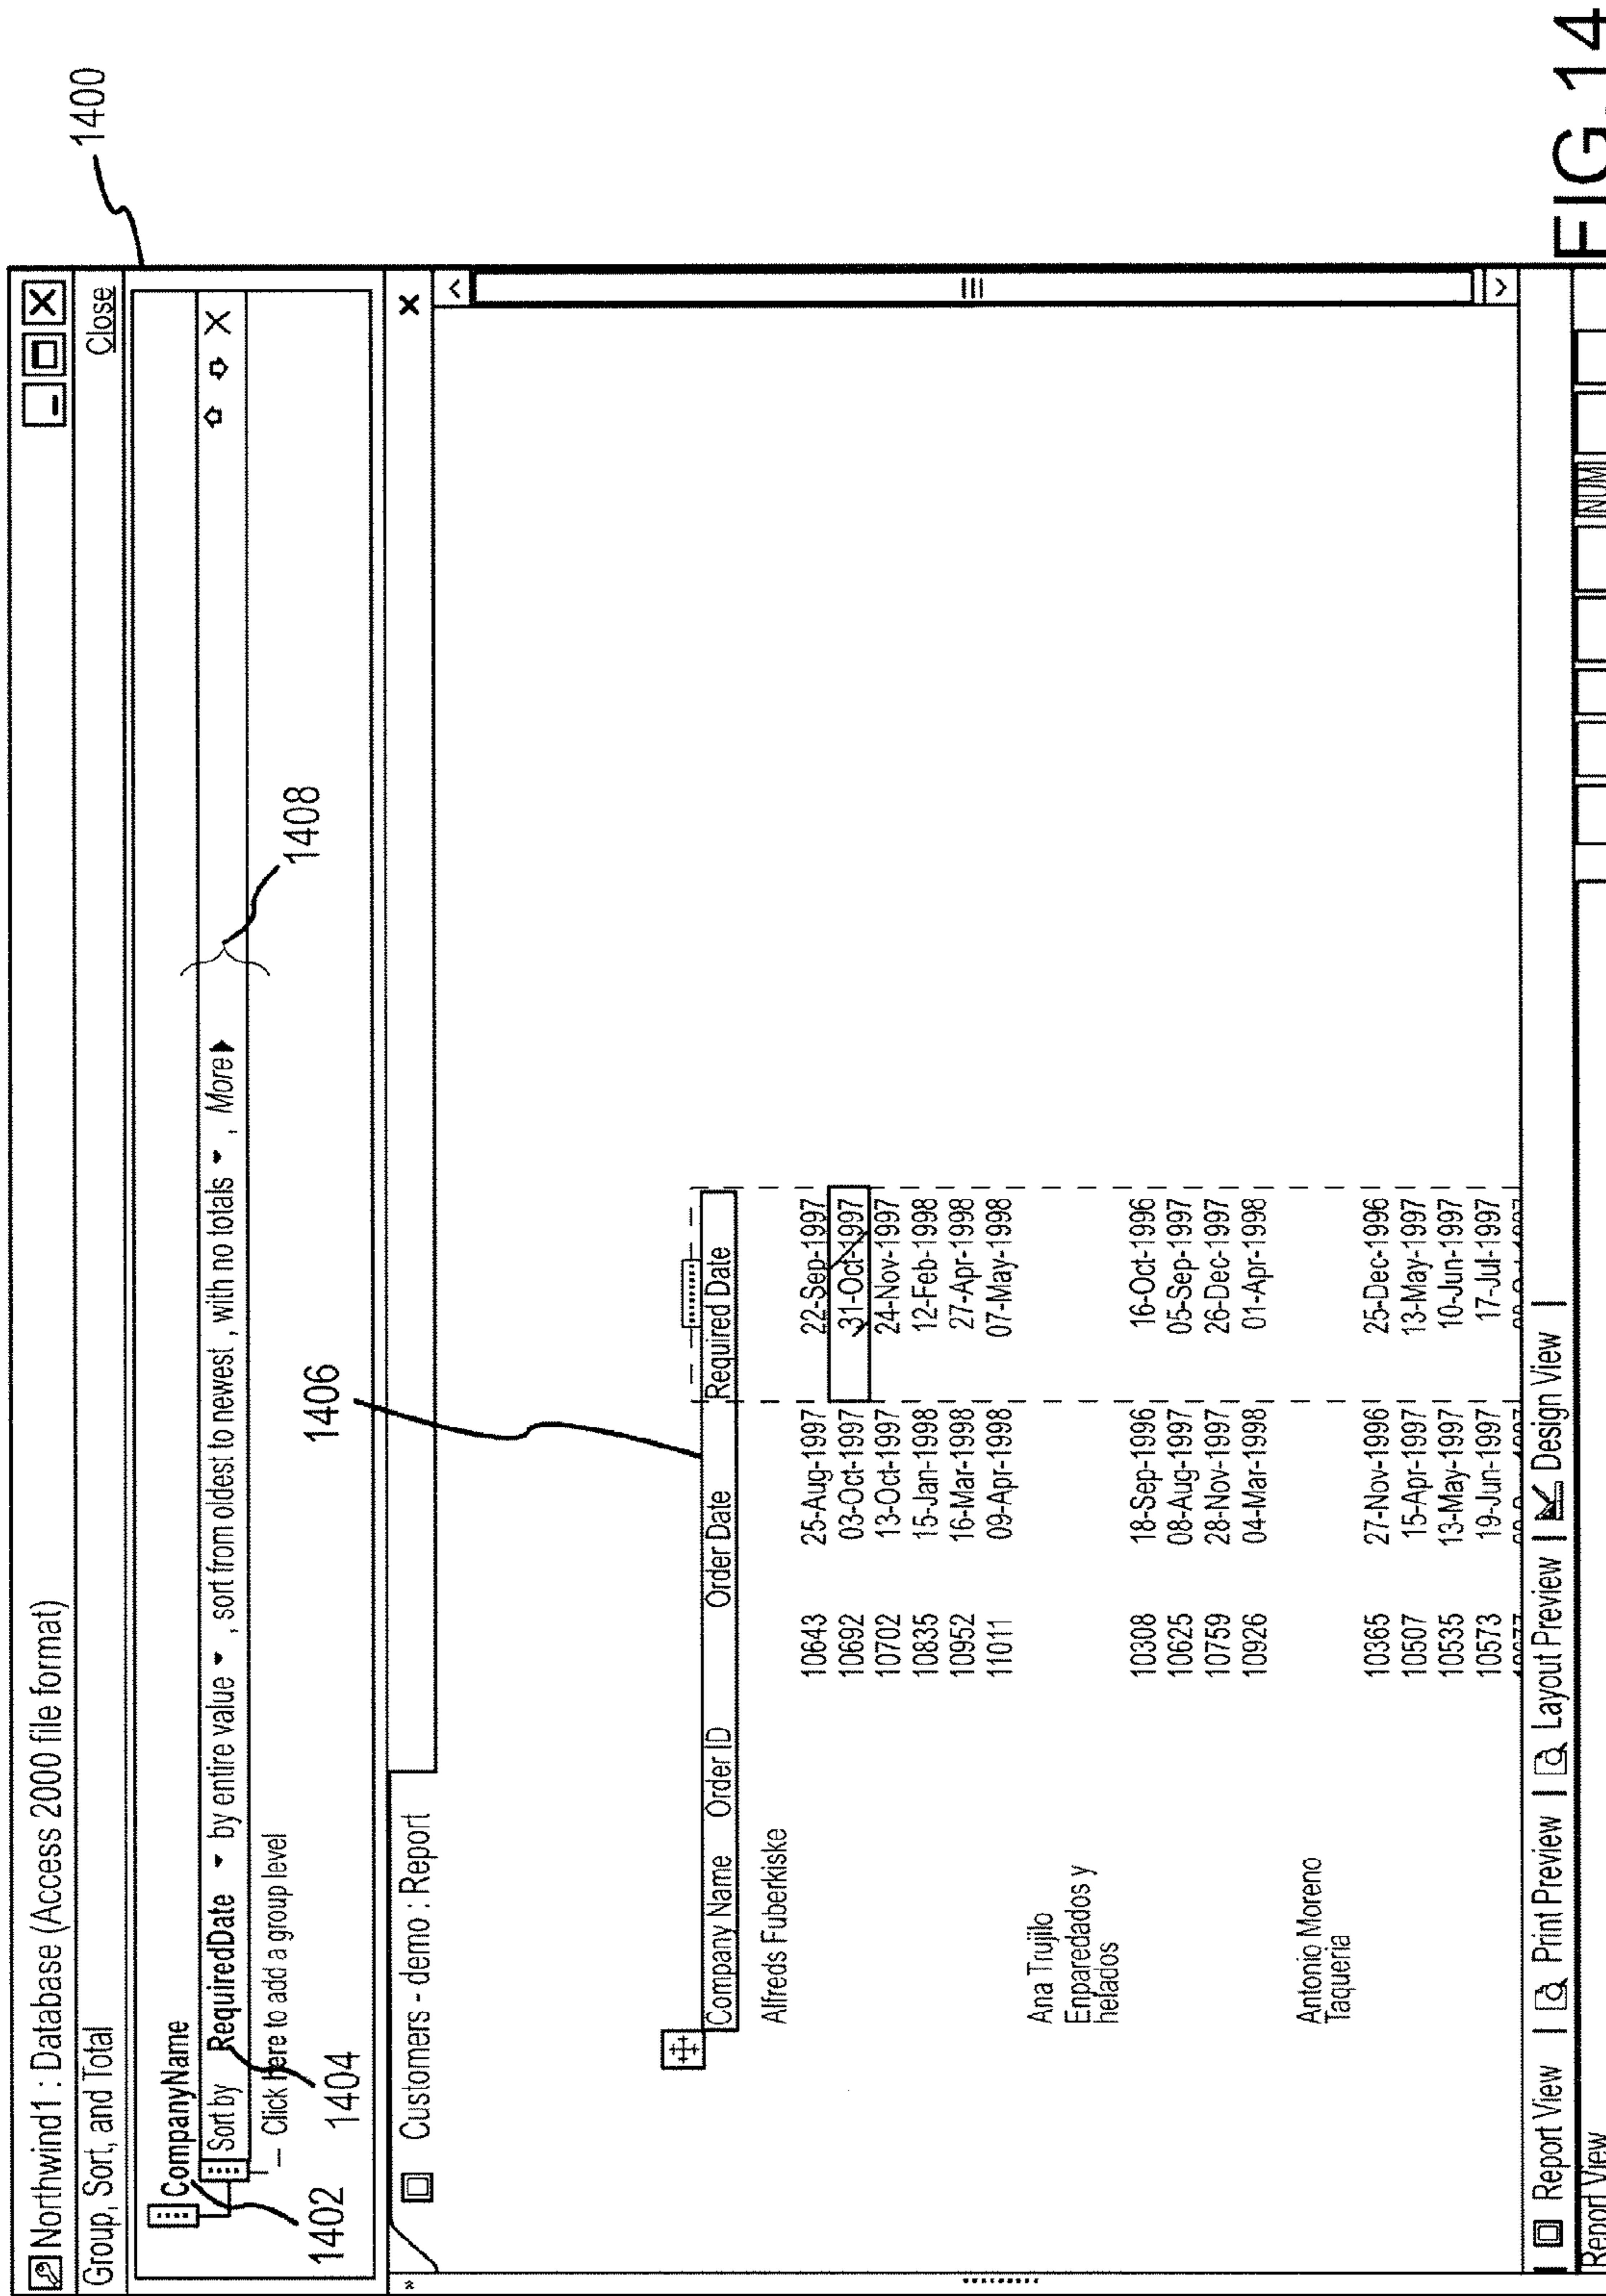 1400
Northwind1 : Database (Access 2000 file format)
Group, Sort, and Total Close
CompanyName
Sort by RequiredDate by entire value , sort from oldest to newest , with no totals , More
Click here to add a group level
1402
1404
1408
Customers - demo : Report
1406
Company Name Order ID Order Date Required Date
Alfreds Fuberkiske
10643 25-Aug-1997 22-Sep-1997
10692 03-Oct-1997 31-Oct-1997
10702 13-Oct-1997 24-Nov-1997
10835 15-Jan-1998 12-Feb-1998
10952 16-Mar-1998 27-Apr-1998
11011 09-Apr-1998 07-May-1998
Ana Trujilo
Enparedados y
helados
10308 18-Sep-1996 16-Oct-1996
10625 08-Aug-1997 05-Sep-1997
10759 28-Nov-1997 26-Dec-1997
10926 04-Mar-1998 01-Apr-1998
Antonio Moreno
Taqueria
10365 27-Nov-1996 25-Dec-1996
10507 15-Apr-1997 13-May-1997
10535 13-May-1997 10-Jun-1997
10573 19-Jun-1997 17-Jul-1997
Report View | Print Preview | Layout Preview | Design View |
Report View NUM
FIG.14